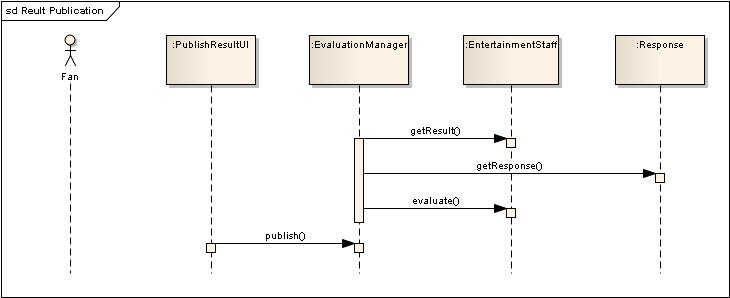 sd Reult Publication
:PublishResultUI
:EvaluationManager
:EntertainmentStaff
:Response
Fan
getResult()
getResponse()
evaluate()
publish()